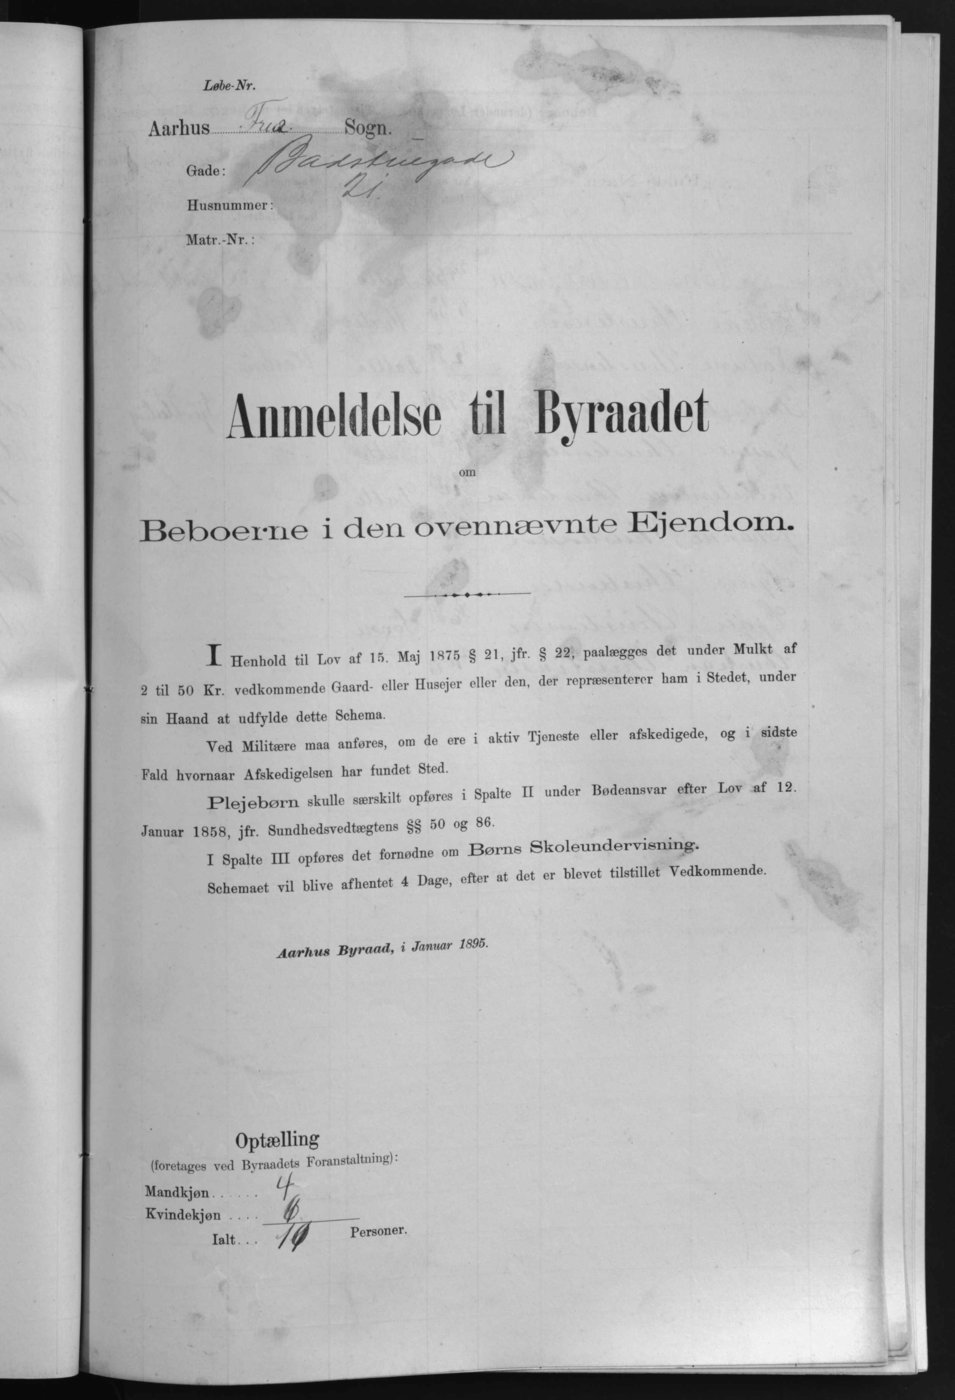 Løbe-Nr.
Aarhus Frue Sogn.
Gade: Badstuegade
21.
Husnummer:
Matr.-Nr.:
Anmeldelse til Byraadet
om
Beboerne i den ovennævnte Ejendom.
I Henhold til Lov af 15. Maj 1875 § 21, jfr. § 22, paalægges det under Mulkt af
2 til 50 Kr. vedkommende Gaard- eller Husejer eller den, der repræsenterer ham i Stedet, under
sin Haand at udfylde dette Schema.
Ved Militære maa anføres, om de ere i aktiv Tjeneste eller afskedigede, og i sidste
Fald hvornaar Afskedigelsen har fundet Sted.
Plejebørn skulle særskilt opføres i Spalte II under Bødeansvar efter Lov af 12.
Januar 1858, jfr. Sundhedsvedtægtens §§ 50 og 86.
I Spalte III opføres det fornødne om Børns Skoleundervisning.
Schemaet vil blive afhentet 4 Dage, efter at det er blevet tilstillet Vedkommende.
Aarhus Byraad, i Januar 1895.
Optælling
(foretages ved Byraadets Foranstaltning):
Mandkjøn...... 4
Kvindekjøn .... 6
Ialt... 10 Personer.